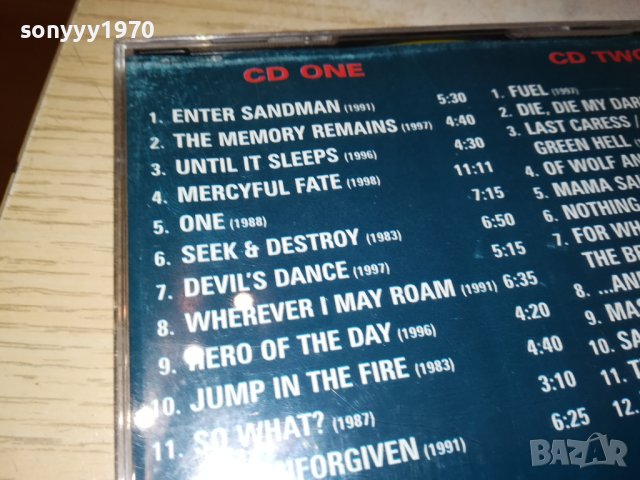 sonyyy1970
CD ONE
1. ENTER SANDMAN (1991) 5:30
2. THE MEMORY REMAINS (1997) 4:40
3. UNTIL IT SLEEPS (1996) 4:30
4. MERCYFUL FATE (1998) 11:11
5. ONE (1988) 7:15
6. SEEK & DESTROY (1983) 6:50
7. DEVIL'S DANCE (1997) 5:15
8. WHEREVER I MAY ROAM (1991) 6:35
9. HERO OF THE DAY (1996) 4:20
10. JUMP IN THE FIRE (1983) 4:40
11. SO WHAT? (1987) 3:10
NFORGIVEN (1991) 6:25
CD TWO
1. FUEL (1997)
2. DIE, DIE MY DAR
3. LAST CARESS /
GREEN HELL (
4. OF WOLF AN
5. MAMA SA
6. NOTHING
7. FOR WH
THE BE
8. ...AN
9. MA
10. SA
11. T
12.
BAZAR